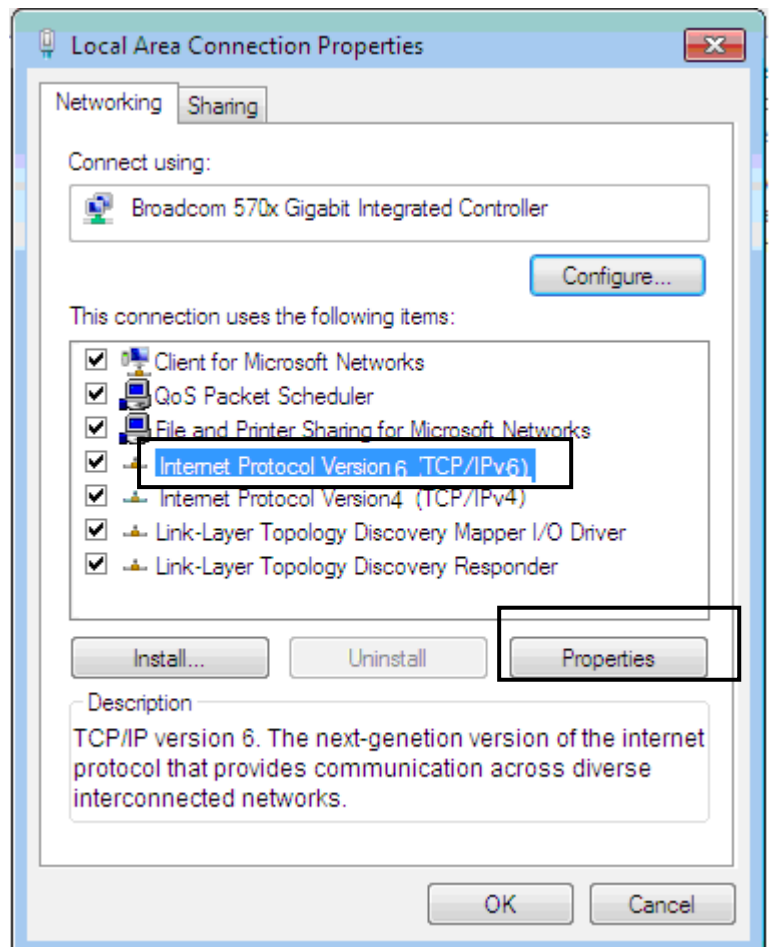 Local Area Connection Properties
Networking
Sharing
Connect using:
Broadcom 570x Gigabit Integrated Controller
Configure...
This connection uses the following items:
Client for Microsoft Networks
QoS Packet Scheduler
File and Printer Sharing for Microsoft Networks
Internet Protocol Version 6 (TCP/IPv6)
Internet Protocol Version4 (TCP/IPv4)
Link-Layer Topology Discovery Mapper I/O Driver
Link-Layer Topology Discovery Responder
Install...
Uninstall
Properties
Description
TCP/IP version 6. The next-genetion version of the internet
protocol that provides communication across diverse
interconnected networks.
OK
Cancel